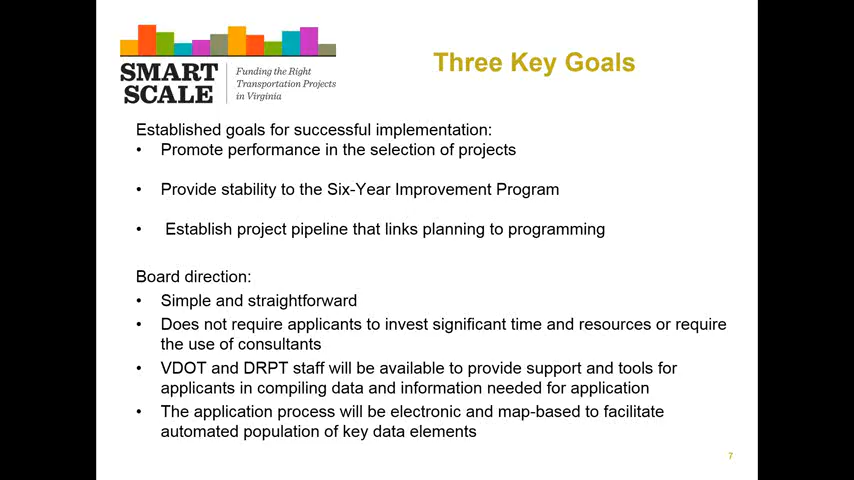 SMART
SCALE
Funding the Right
Transportation Projects
in Virginia
Three Key Goals
Established goals for successful implementation:
• Promote performance in the selection of projects
• Provide stability to the Six-Year Improvement Program
• Establish project pipeline that links planning to programming
Board direction:
• Simple and straightforward
• Does not require applicants to invest significant time and resources or require
the use of consultants
• VDOT and DRPT staff will be available to provide support and tools for
applicants in compiling data and information needed for application
• The application process will be electronic and map-based to facilitate
automated population of key data elements
7